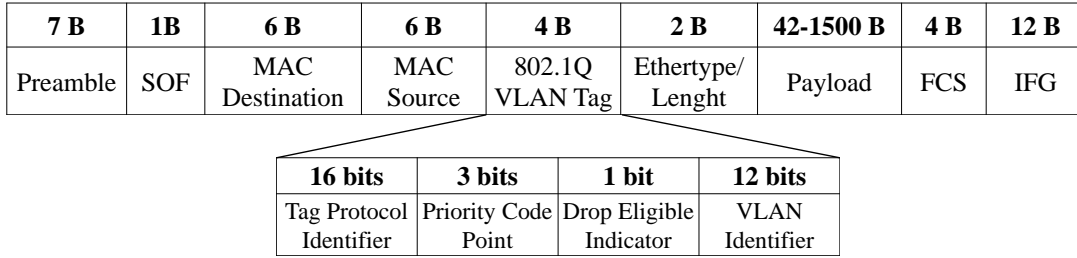 7 B 1B 6 B 6 B 4 B 2 B 42-1500 B 4 B 12 B
Preamble SOF MAC Destination MAC Source 802.1Q VLAN Tag Ethertype/ Lenght Payload FCS IFG
16 bits 3 bits 1 bit 12 bits
Tag Protocol Identifier Priority Code Point Drop Eligible Indicator VLAN Identifier